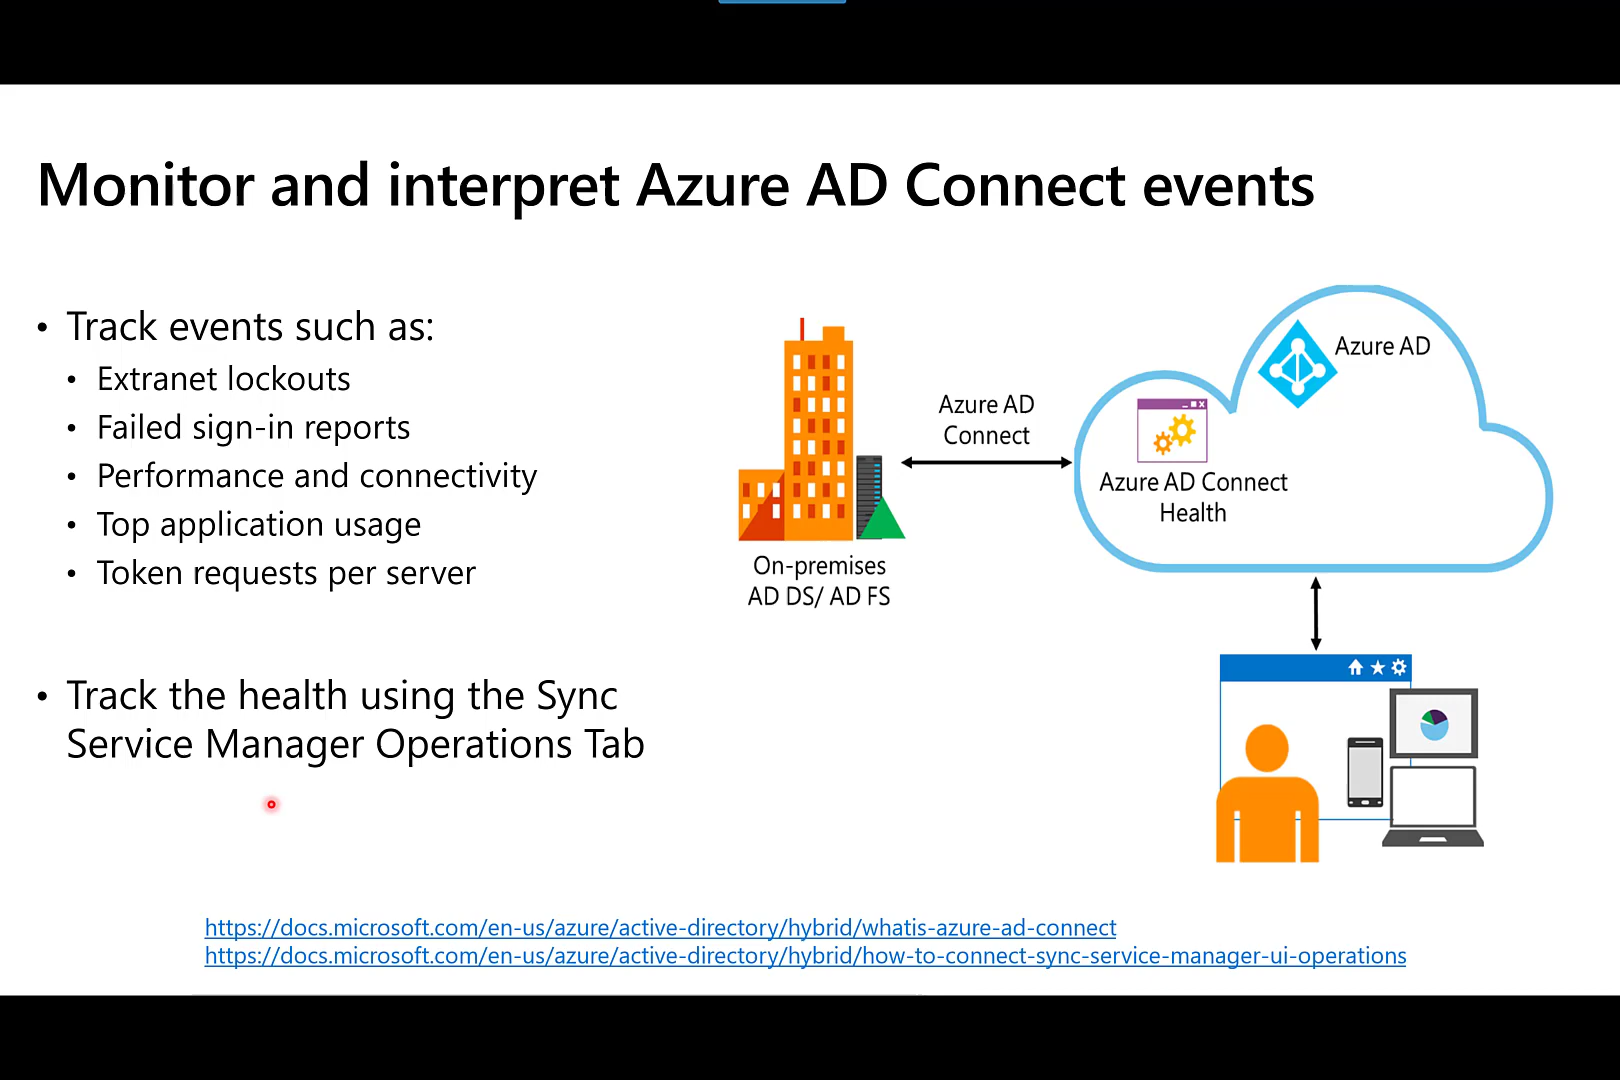 Monitor and interpret Azure AD Connect events
• Track events such as:
• Extranet lockouts
• Failed sign-in reports
• Performance and connectivity
• Top application usage
• Token requests per server
• Track the health using the Sync
Service Manager Operations Tab
On-premises
AD DS/ AD FS
Azure AD
Connect
Azure AD
Azure AD Connect
Health
https://docs.microsoft.com/en-us/azure/active-directory/hybrid/whatis-azure-ad-connect
https://docs.microsoft.com/en-us/azure/active-directory/hybrid/how-to-connect-sync-service-manager-ui-operations